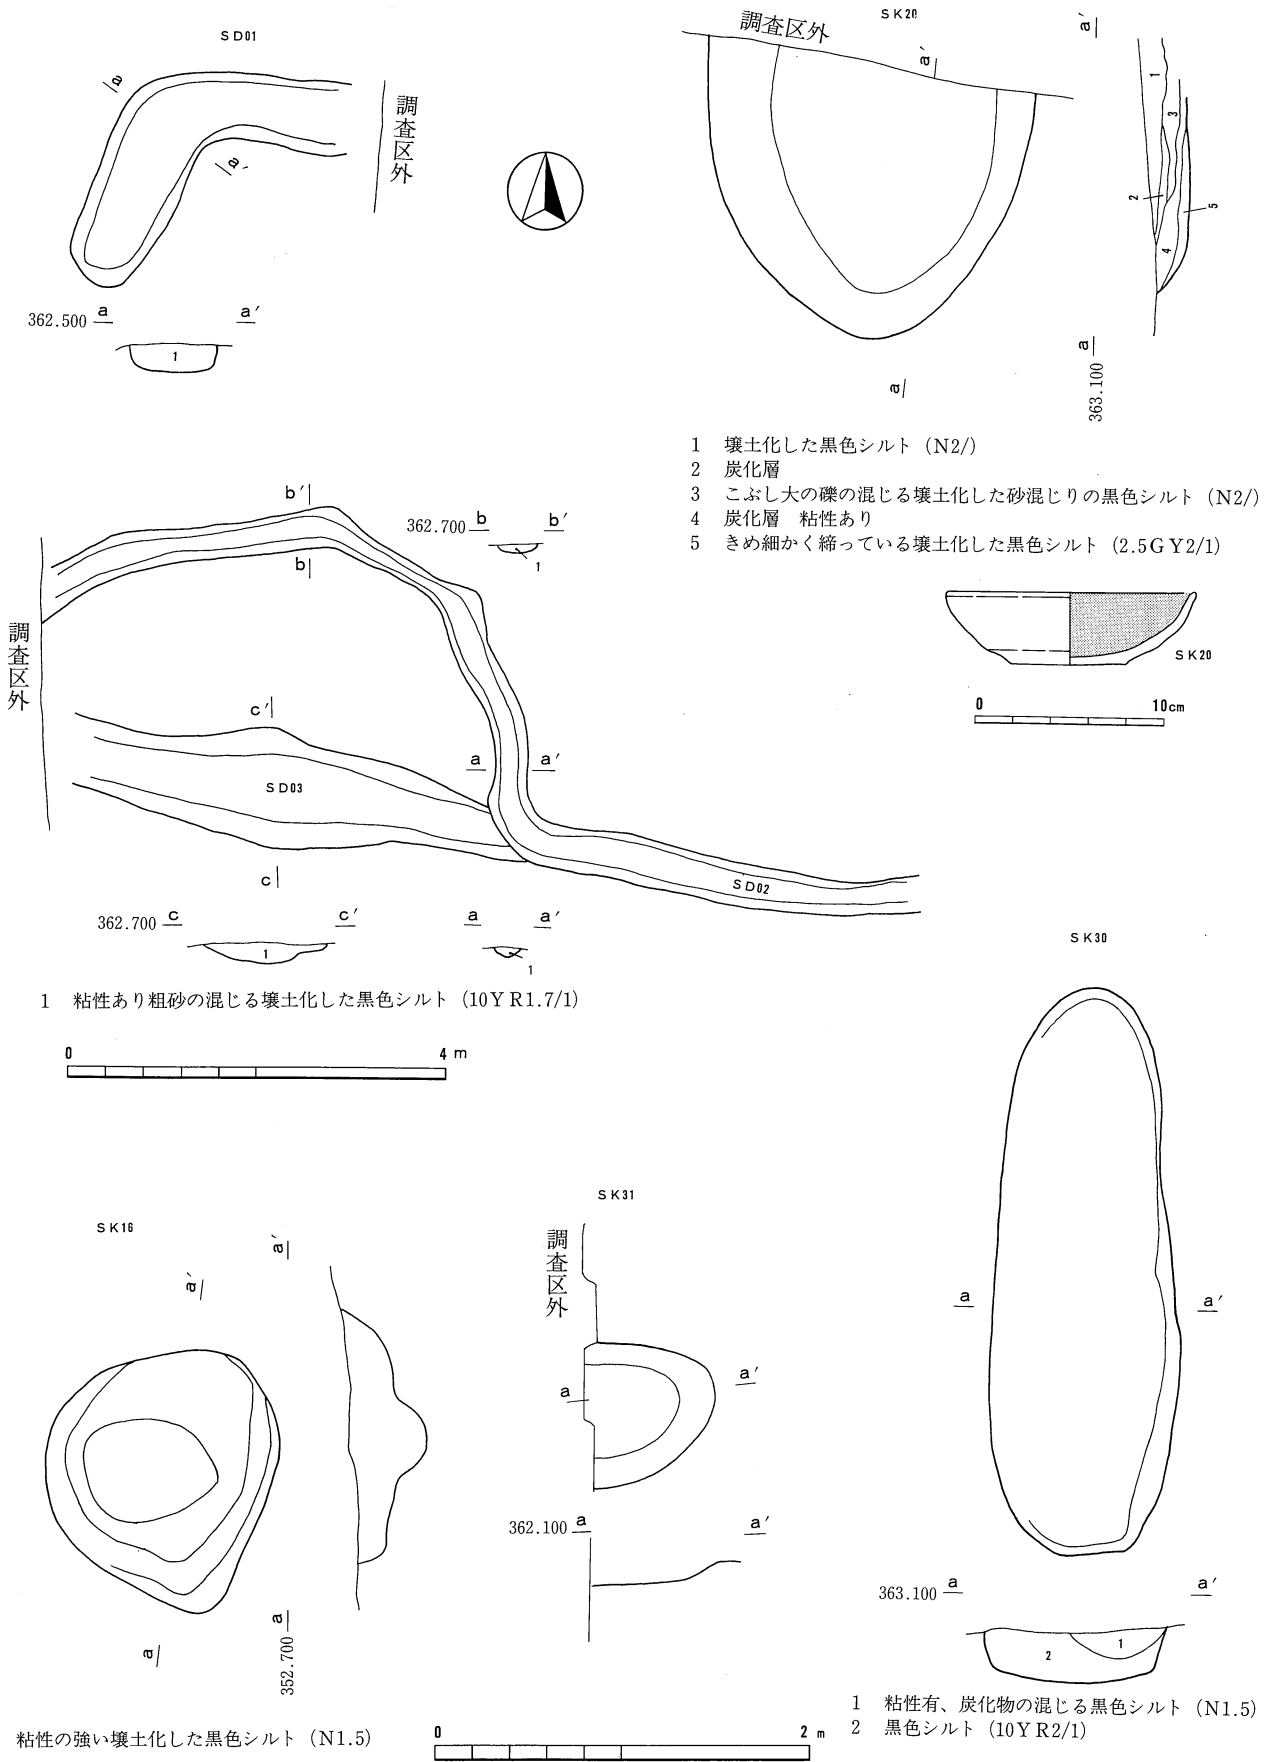 SD01
a
a′
調査区外
362.500 a a′
1
SK20
調査区外
a′
a
a′
1
3
2
5
4
a
363.100
1 壌土化した黒色シルト (N2/)
2 炭化層
3 こぶし大の礫の混じる壌土化した砂混じりの黒色シルト (N2/)
4 炭化層 粘性あり
5 きめ細かく締っている壌土化した黒色シルト (2.5GY2/1)
SK20
0 10cm
b′
b
362.700 b b′
1
調査区外
c′
a a′
SD03
c
SD02
362.700 c c′
1
a a′
1
1 粘性あり粗砂の混じる壌土化した黒色シルト (10YR1.7/1)
0 4 m
SK16
a′
a′
a
a
352.700
粘性の強い壌土化した黒色シルト (N1.5)
SK31
調査区外
a a′
362.100 a a′
0 2 m
SK30
a a′
363.100 a a′
1
2
1 粘性有、炭化物の混じる黒色シルト (N1.5)
2 黒色シルト (10YR2/1)